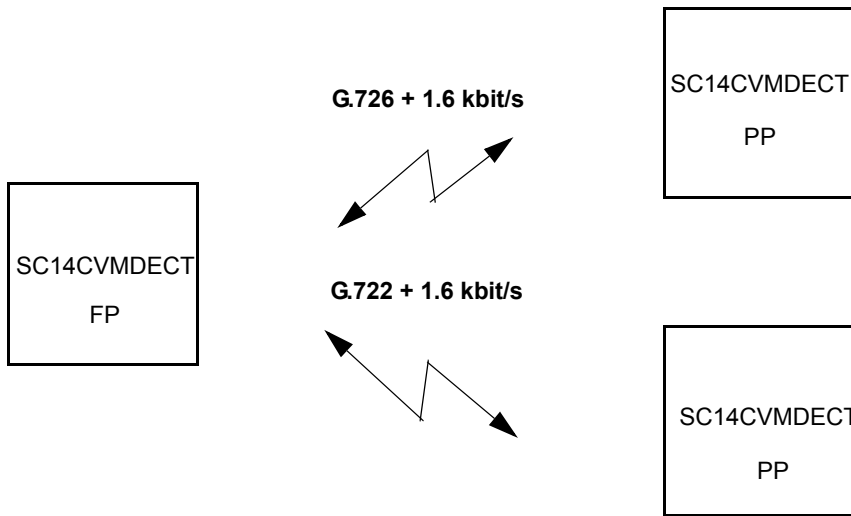 G.726 + 1.6 kbit/s
SC14CVMDECT
PP
SC14CVMDECT
FP
G.722 + 1.6 kbit/s
SC14CVMDECT
PP